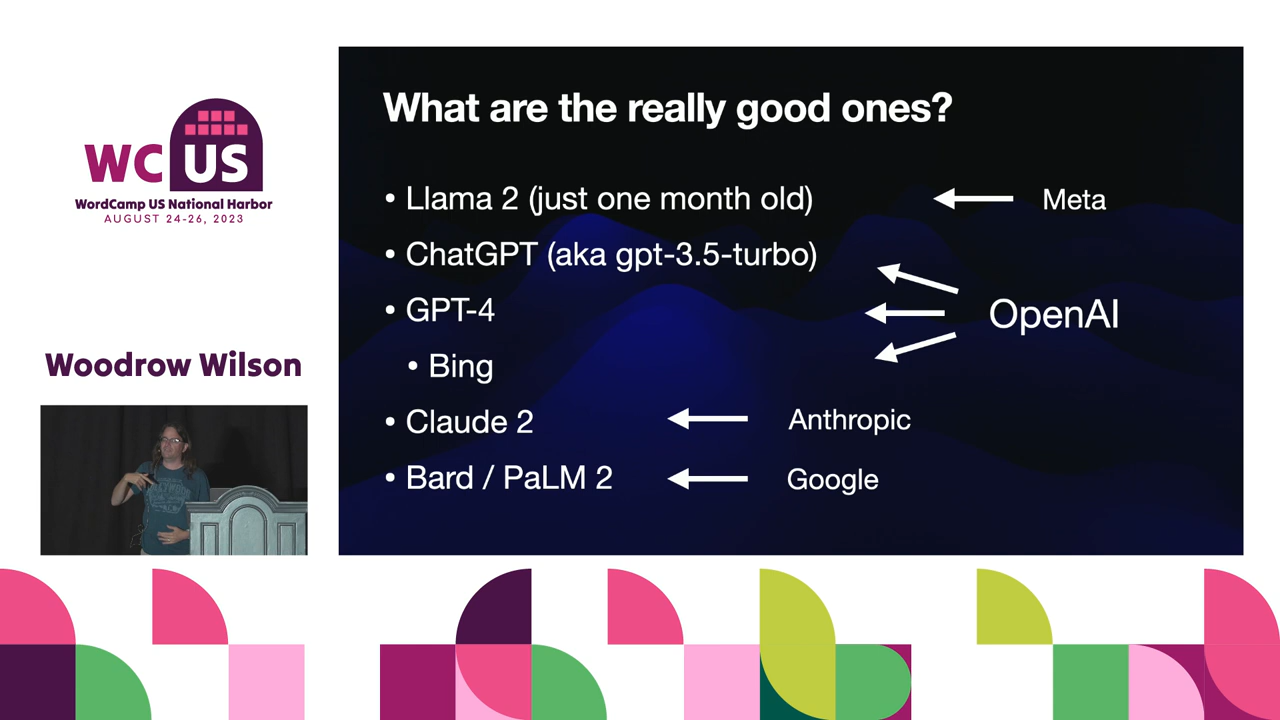 WC US
WordCamp US National Harbor
AUGUST 24-26, 2023
Woodrow Wilson
What are the really good ones?
• Llama 2 (just one month old)
Meta
• ChatGPT (aka gpt-3.5-turbo)
• GPT-4
OpenAI
• Bing
• Claude 2
Anthropic
• Bard / PaLM 2
Google